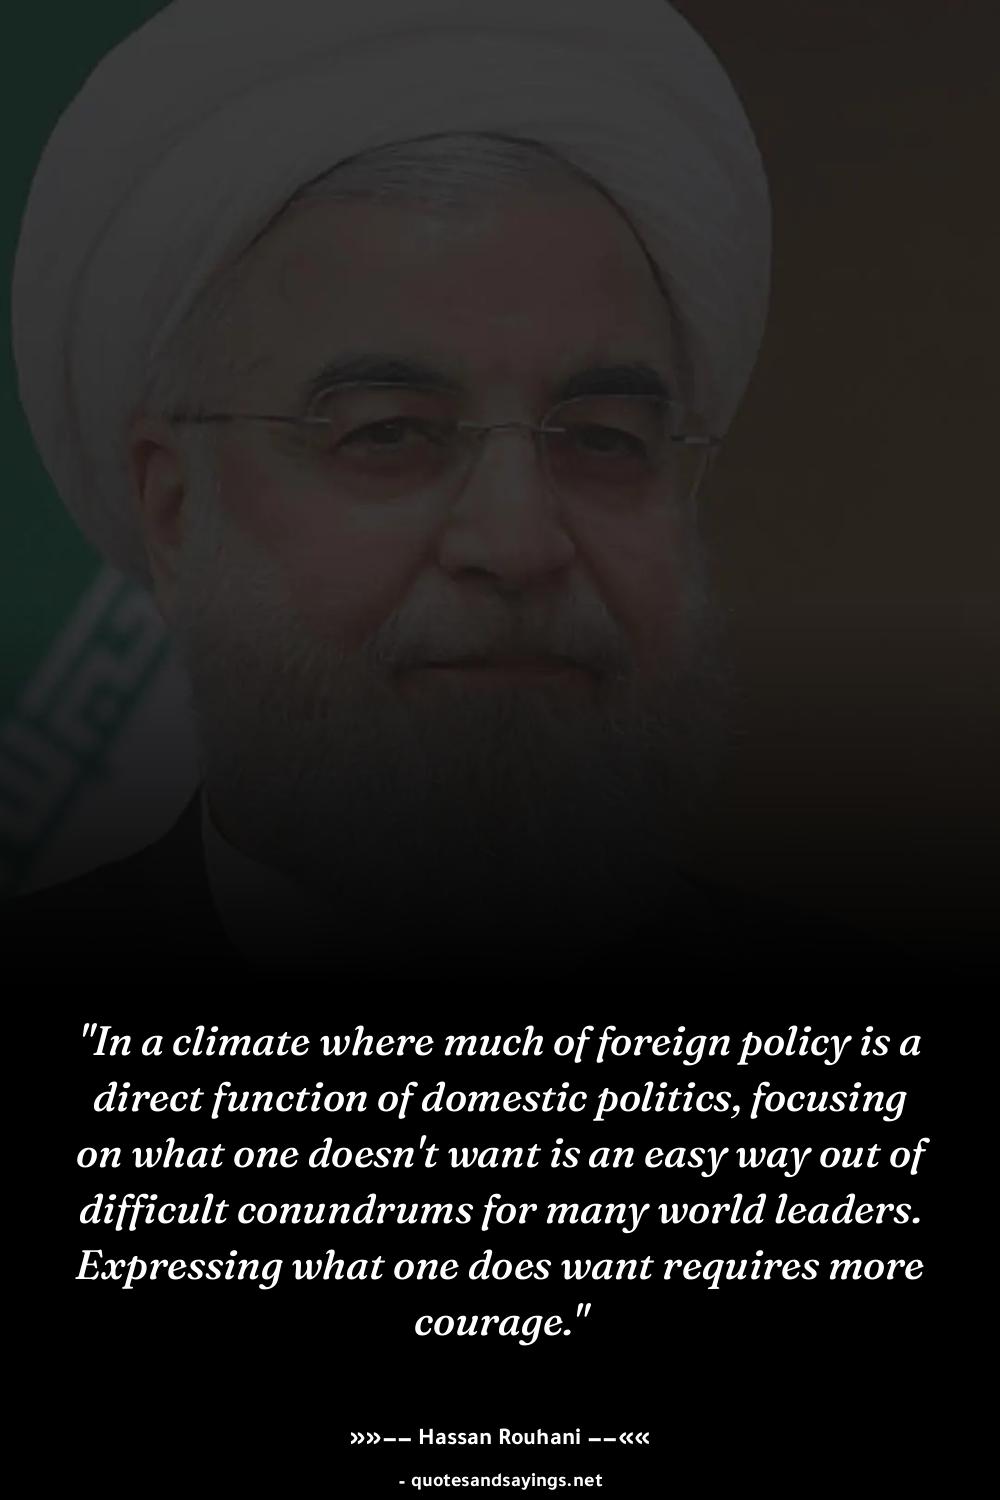 "In a climate where much of foreign policy is a
direct function of domestic politics, focusing
on what one doesn't want is an easy way out of
difficult conundrums for many world leaders.
Expressing what one does want requires more
courage."
»»−− Hassan Rouhani −−««
- quotesandsayings.net